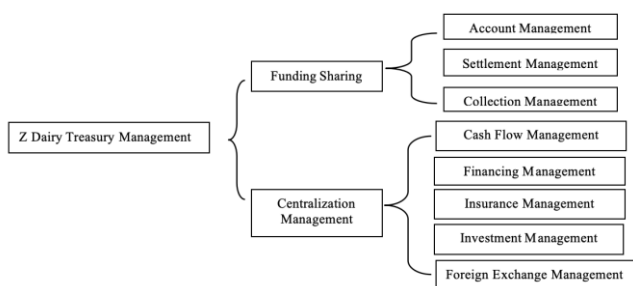 Account Management
Funding Sharing
Settlement Management
Collection Management
Z Dairy Treasury Management
Cash Flow Management
Financing Management
Centralization
Management
Insurance Management
Investment Management
Foreign Exchange Management